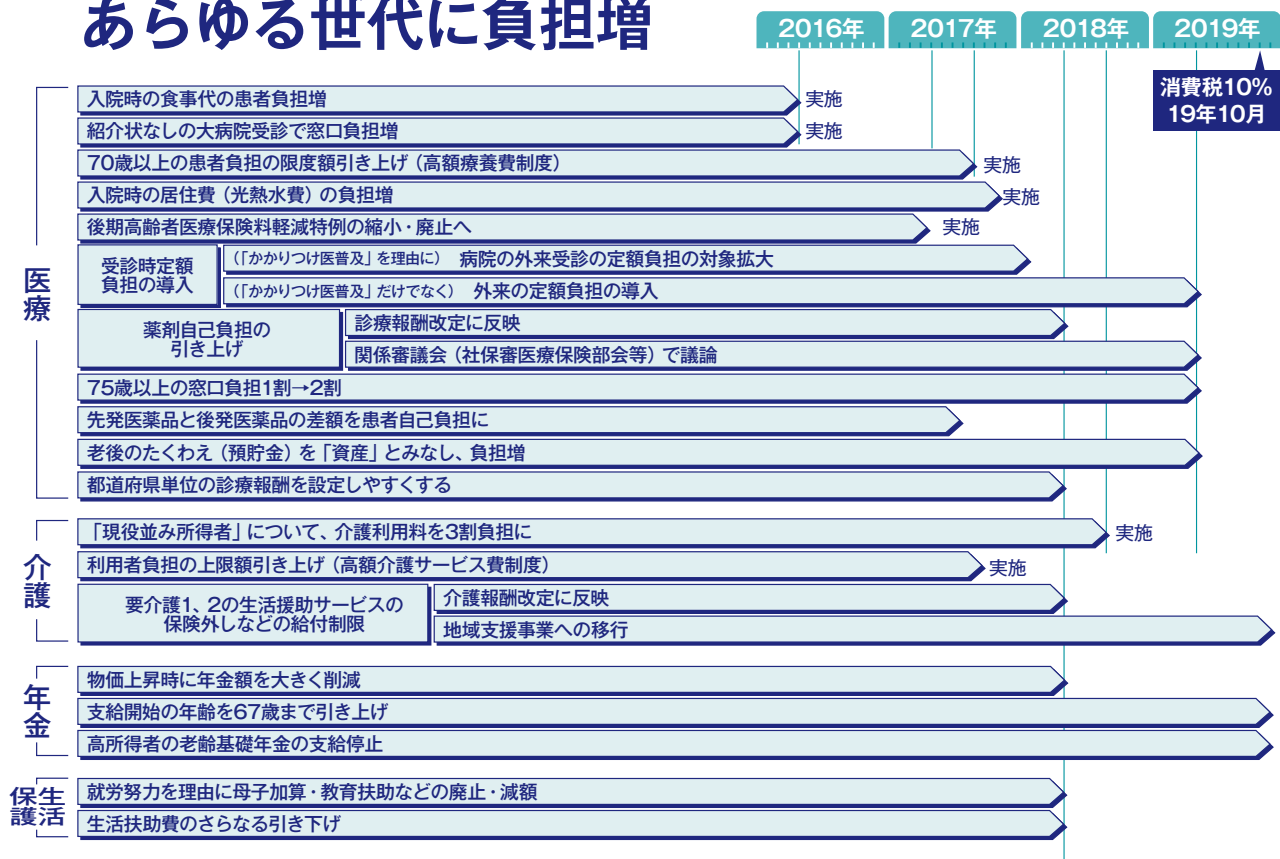 あらゆる世代に負担増
2016年
2017年
2018年
2019年
消費税10%
19年10月
医療
入院時の食事代の患者負担増
実施
紹介状なしの大病院受診で窓口負担増
実施
70歳以上の患者負担の限度額引き上げ（高額療養費制度）
実施
入院時の居住費（光熱水費）の負担増
実施
後期高齢者医療保険料軽減特例の縮小・廃止へ
実施
受診時定額
負担の導入
（「かかりつけ医普及」を理由に） 病院の外来受診の定額負担の対象拡大
（「かかりつけ医普及」だけでなく） 外来の定額負担の導入
薬剤自己負担の
引き上げ
診療報酬改定に反映
関係審議会（社保審医療保険部会等）で議論
75歳以上の窓口負担1割→2割
先発医薬品と後発医薬品の差額を患者自己負担に
老後のたくわえ（預貯金）を「資産」とみなし、負担増
都道府県単位の診療報酬を設定しやすくする
介護
「現役並み所得者」について、介護利用料を3割負担に
実施
利用者負担の上限額引き上げ（高額介護サービス費制度）
実施
要介護1、2の生活援助サービスの
保険外しなどの給付制限
介護報酬改定に反映
地域支援事業への移行
年金
物価上昇時に年金額を大きく削減
支給開始の年齢を67歳まで引き上げ
高所得者の老齢基礎年金の支給停止
生活
保護
就労努力を理由に母子加算・教育扶助などの廃止・減額
生活扶助費のさらなる引き下げ